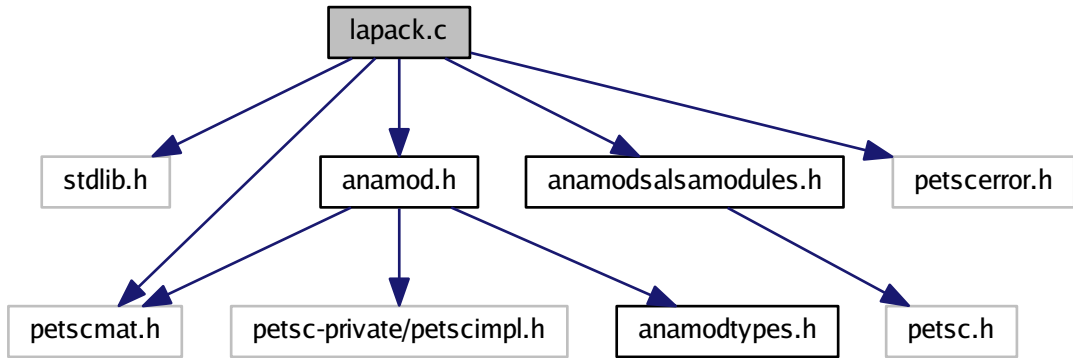 lapack.c
stdlib.h
anamod.h
anamodsalsamodules.h
petscerror.h
petscmat.h
petsc-private/petscimpl.h
anamodtypes.h
petsc.h